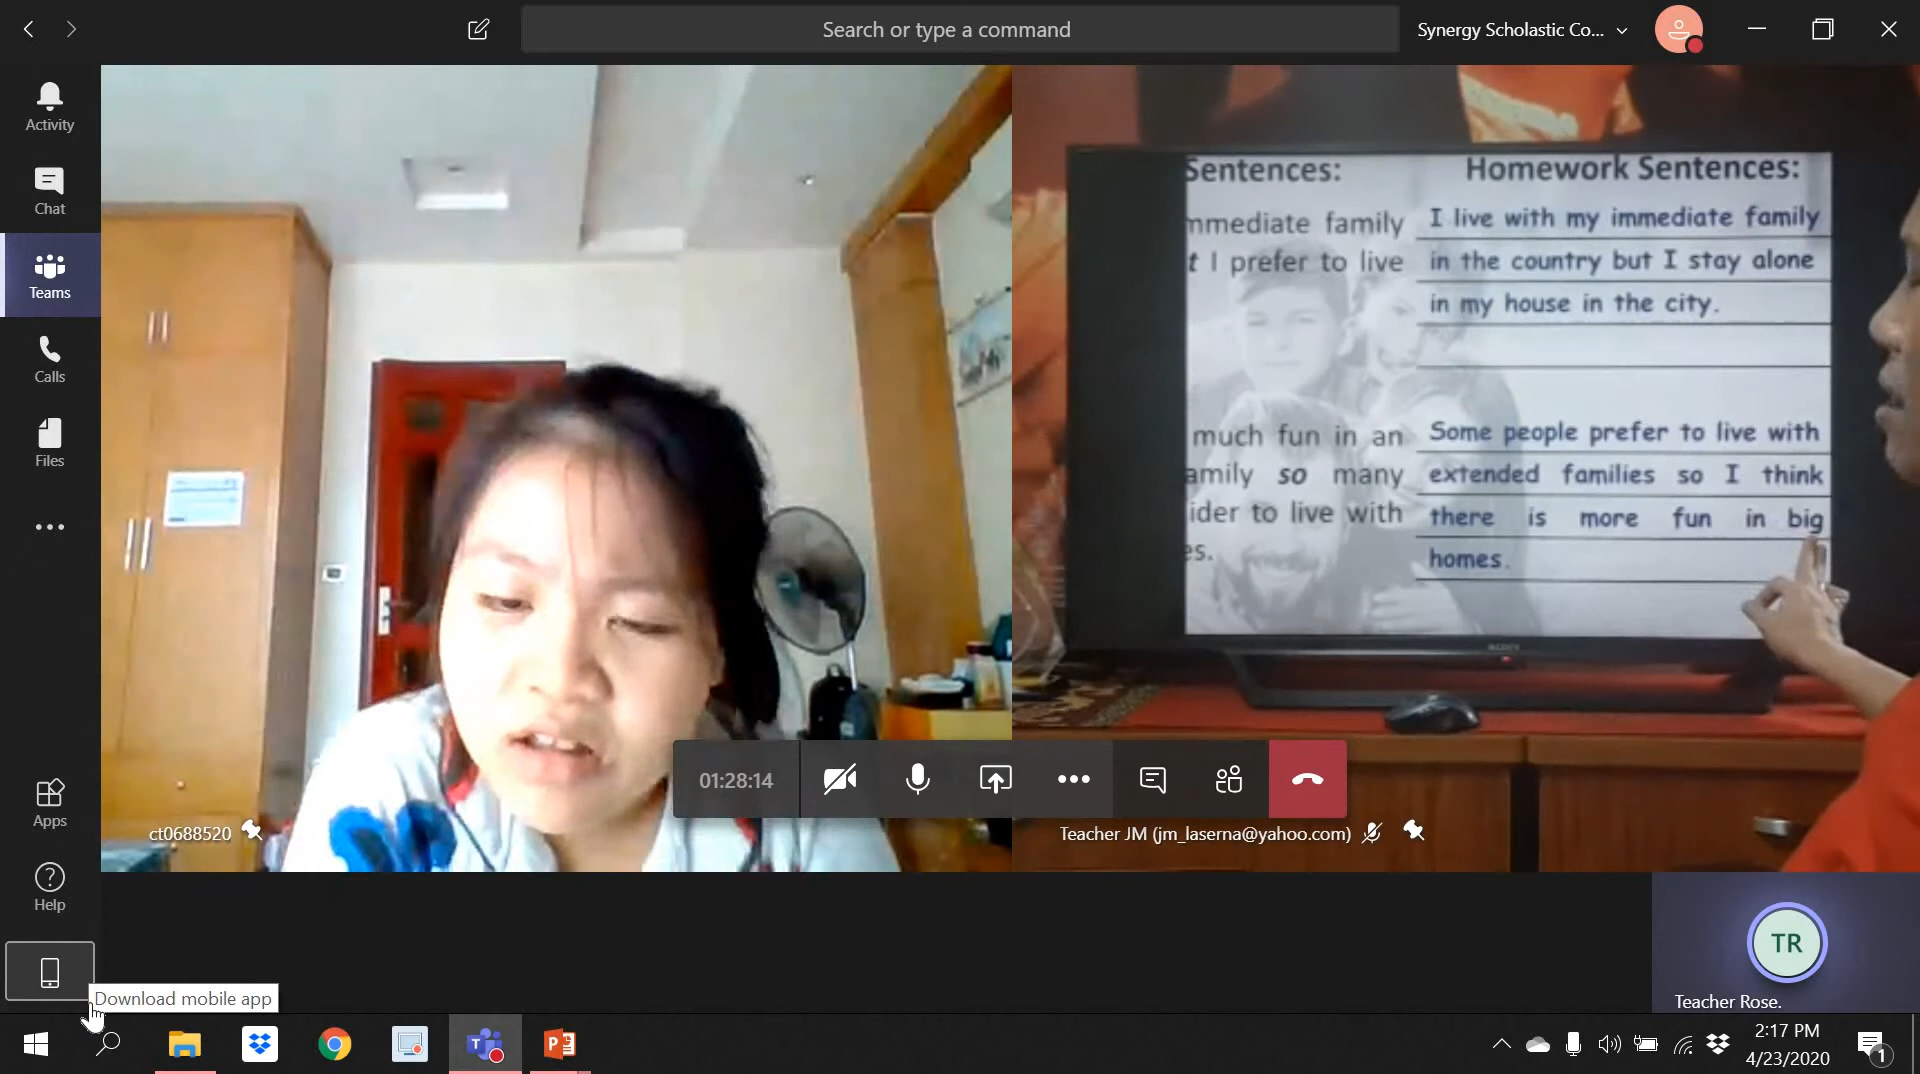 Search or type a command
Synergy Scholastic Co...
Activity
Chat
Teams
Calls
Files
Apps
Help
Download mobile app
Sentences:
mmediate family
t I prefer to live
much fun in an
amily so many
ider to live with
es.
Homework Sentences:
I live with my immediate family
in the country but I stay alone
in my house in the city.
Some people prefer to live with
extended families so I think
there is more fun in big
homes.
SONY
01:28:14
ct0688520
Teacher JM (jm_laserna@yahoo.com)
TR
Teacher Rose.
2:17 PM
4/23/2020
1